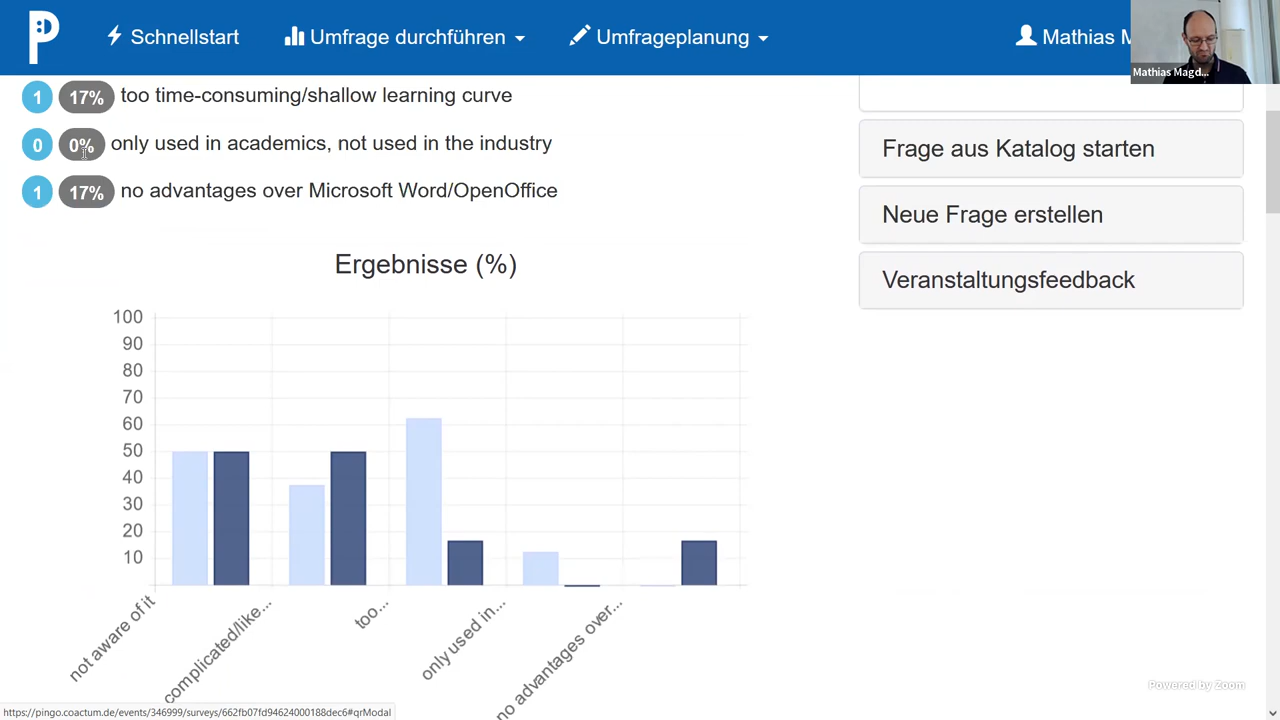 Schnellstart
Umfrage durchführen
Umfrageplanung
Mathias M
Mathias Magd...
1 17% too time-consuming/shallow learning curve
0 0% only used in academics, not used in the industry
1 17% no advantages over Microsoft Word/OpenOffice
Frage aus Katalog starten
Neue Frage erstellen
Veranstaltungsfeedback
Ergebnisse (%)
100
90
80
70
60
50
40
30
20
10
not aware of it
complicated/like...
too...
only used in...
no advantages over...
Powered by Zoom
https://pingo.coactum.de/events/346999/surveys/662fb07fd94624000188dec6#qrModal